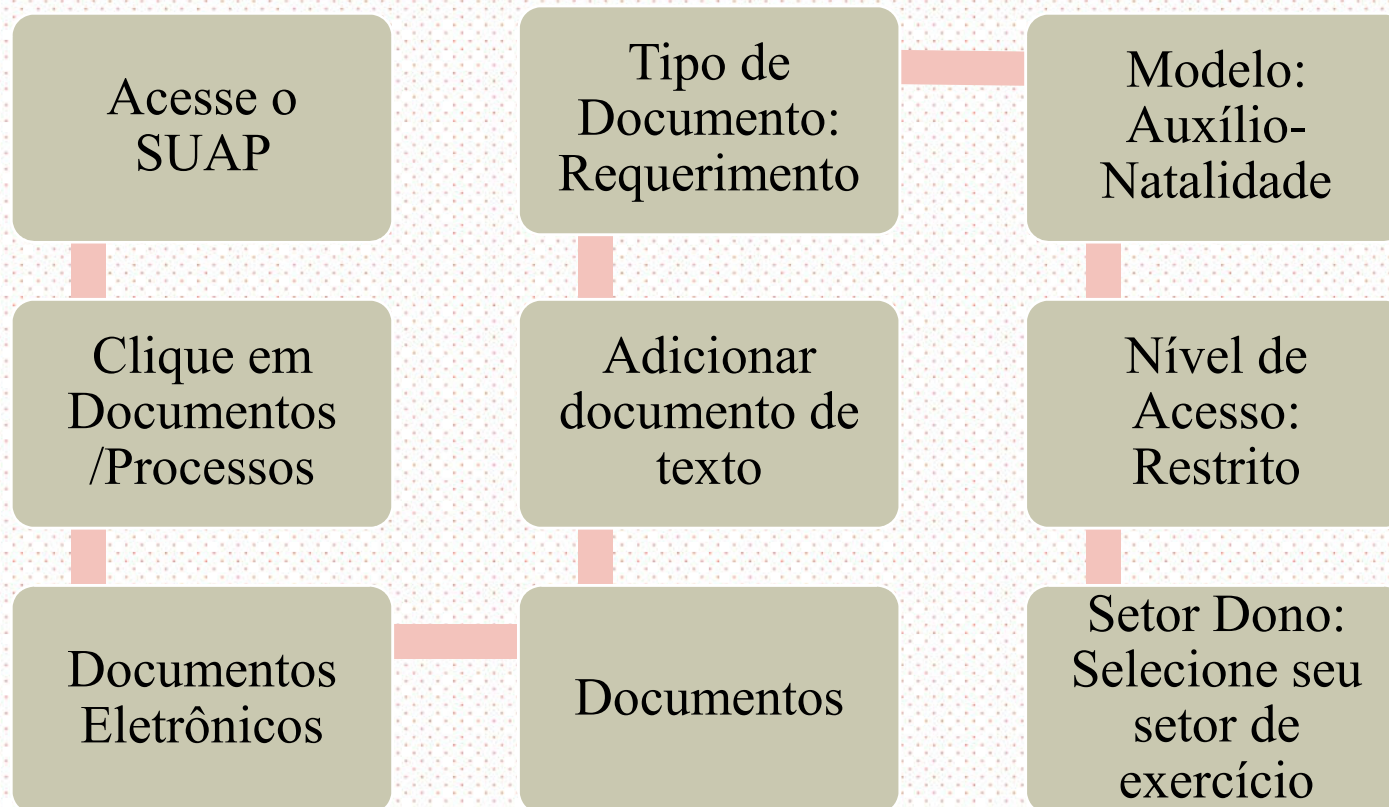 Acesse o
SUAP
Clique em
Documentos
/Processos
Documentos
Eletrônicos
Documentos
Adicionar
documento de
texto
Tipo de
Documento:
Requerimento
Modelo:
Auxílio-
Natalidade
Nível de
Acesso:
Restrito
Setor Dono:
Selecione seu
setor de
exercício